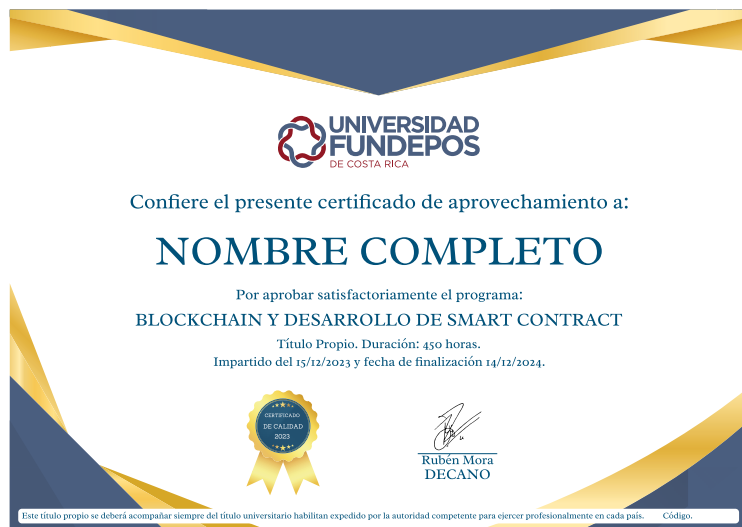 UNIVERSIDAD
FUNDEPOS
DE COSTA RICA
Confiere el presente certificado de aprovechamiento a:
NOMBRE COMPLETO
Por aprobar satisfactoriamente el programa:
BLOCKCHAIN Y DESARROLLO DE SMART CONTRACT
Título Propio. Duración: 450 horas.
Impartido del 15/12/2023 y fecha de finalización 14/12/2024.
CERTIFICADO
DE CALIDAD
2023
Rubén Mora
DECANO
Este título propio se deberá acompañar siempre del título universitario habilitan expedido por la autoridad competente para ejercer profesionalmente en cada país. Código.